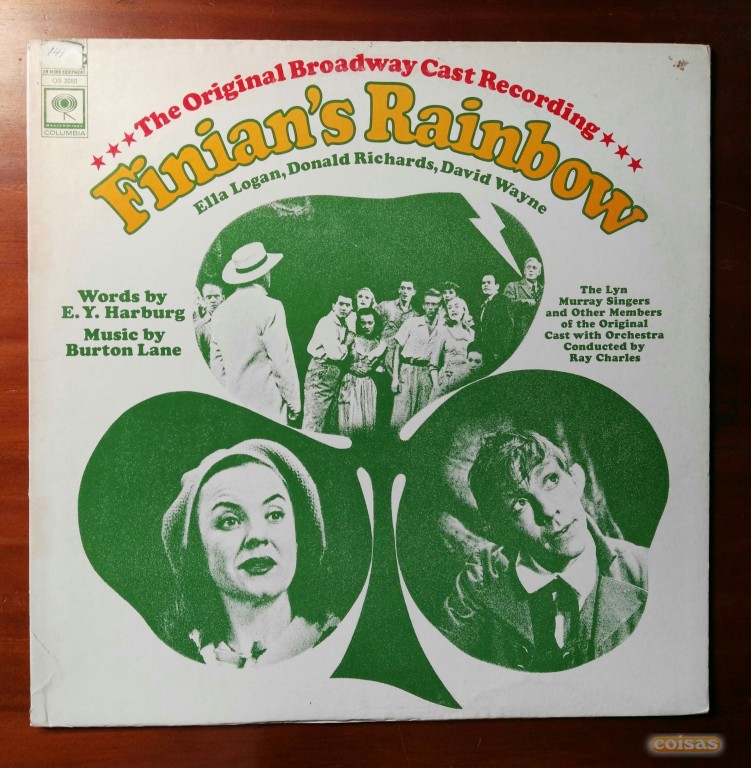 141
OS 2080
COLUMBIA
★★★The Original Broadway Cast Recording★★★
Finian's Rainbow
Ella Logan, Donald Richards, David Wayne
Words by
E. Y. Harburg
Music by
Burton Lane
The Lyn
Murray Singers
and Other Members
of the Original
Cast with Orchestra
Conducted by
Ray Charles
coisas